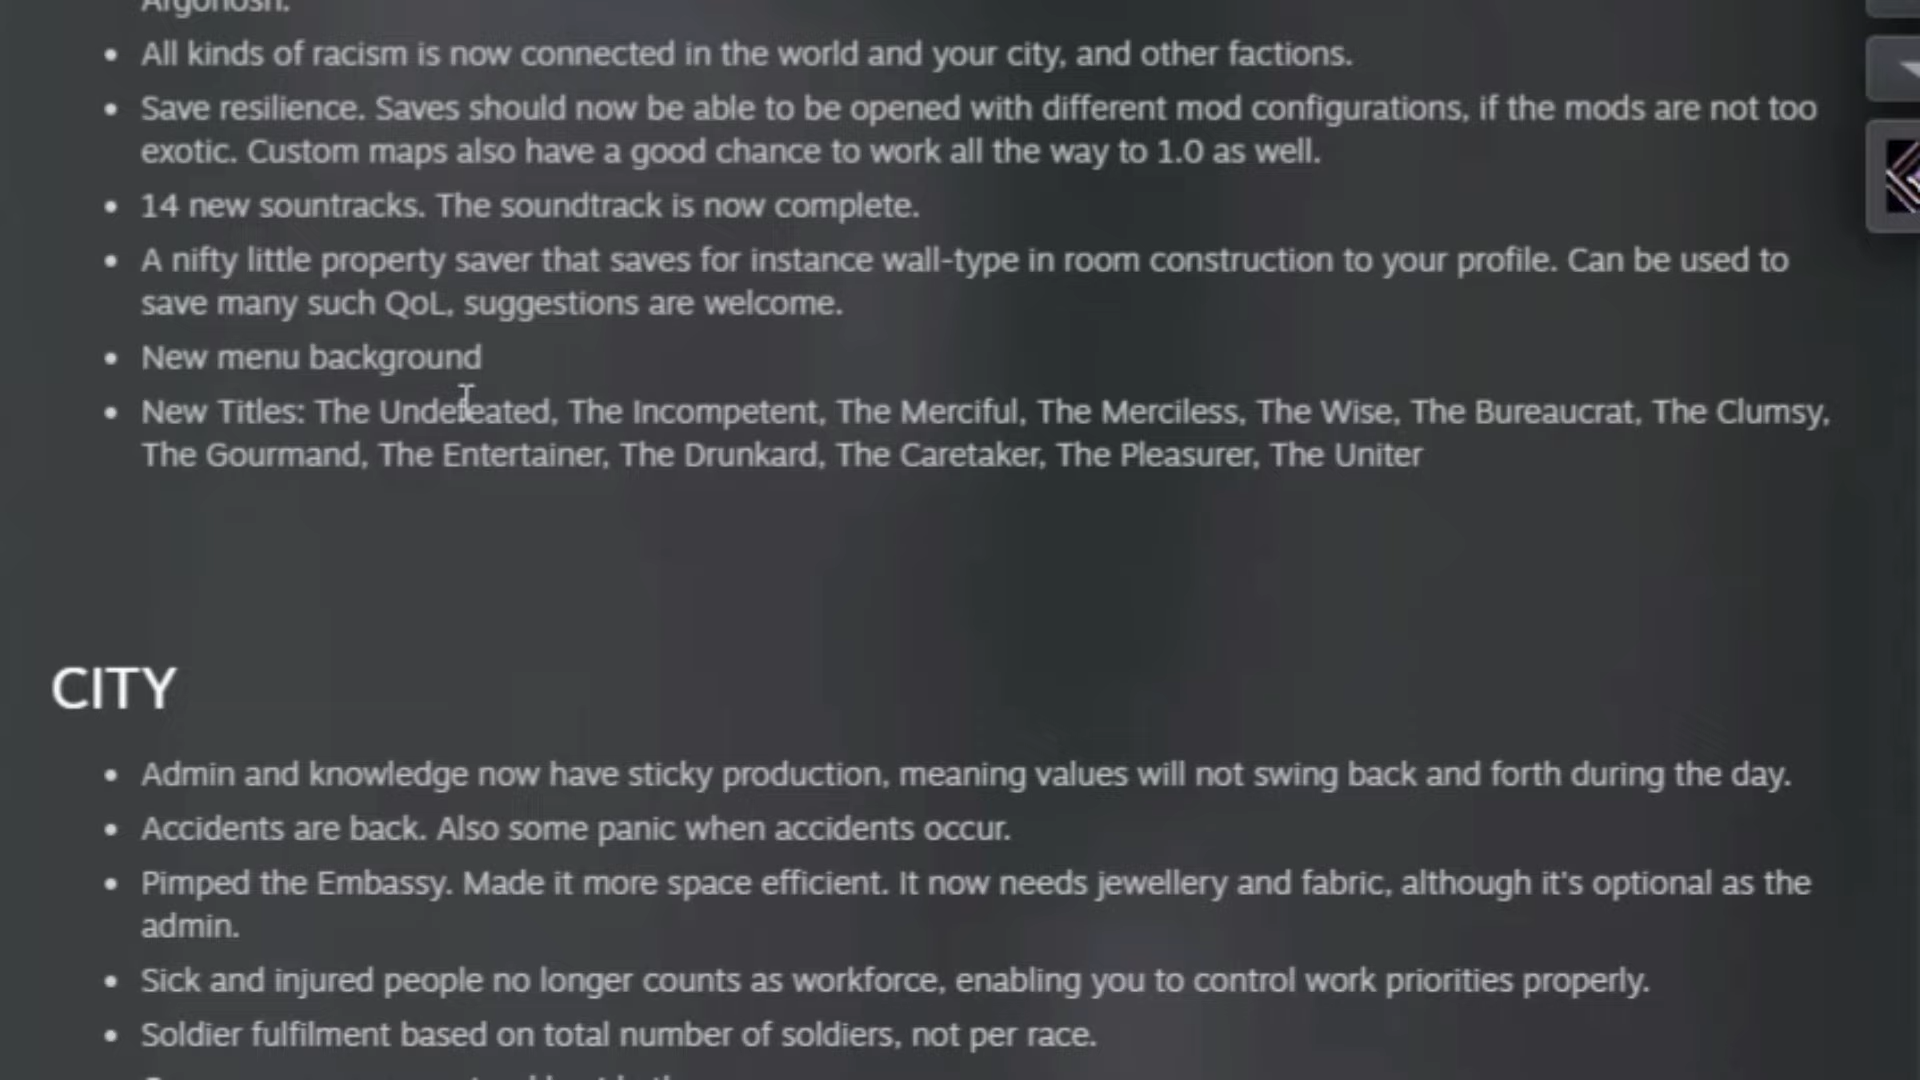 Argonosh.
• All kinds of racism is now connected in the world and your city, and other factions.
• Save resilience. Saves should now be able to be opened with different mod configurations, if the mods are not too
exotic. Custom maps also have a good chance to work all the way to 1.0 as well.
• 14 new sountracks. The soundtrack is now complete.
• A nifty little property saver that saves for instance wall-type in room construction to your profile. Can be used to
save many such QoL, suggestions are welcome.
• New menu background
• New Titles: The Undefeated, The Incompetent, The Merciful, The Merciless, The Wise, The Bureaucrat, The Clumsy,
The Gourmand, The Entertainer, The Drunkard, The Caretaker, The Pleasurer, The Uniter
CITY
• Admin and knowledge now have sticky production, meaning values will not swing back and forth during the day.
• Accidents are back. Also some panic when accidents occur.
• Pimped the Embassy. Made it more space efficient. It now needs jewellery and fabric, although it's optional as the
admin.
• Sick and injured people no longer counts as workforce, enabling you to control work priorities properly.
• Soldier fulfilment based on total number of soldiers, not per race.